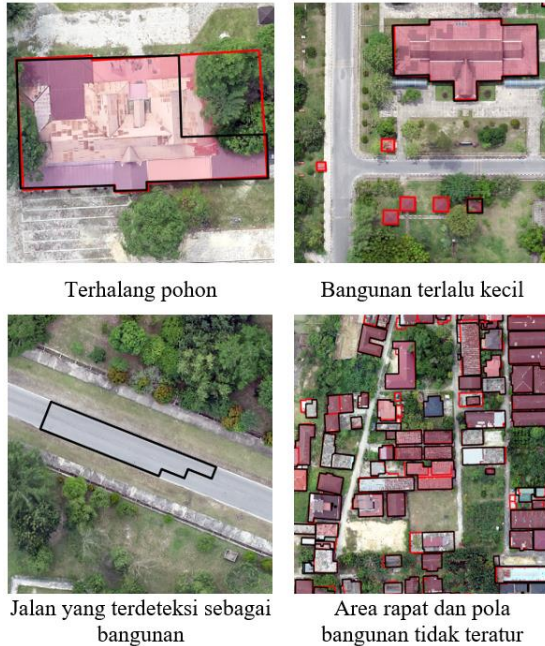 Terhalang pohon
Bangunan terlalu kecil
Jalan yang terdeteksi sebagai
bangunan
Area rapat dan pola
bangunan tidak teratur